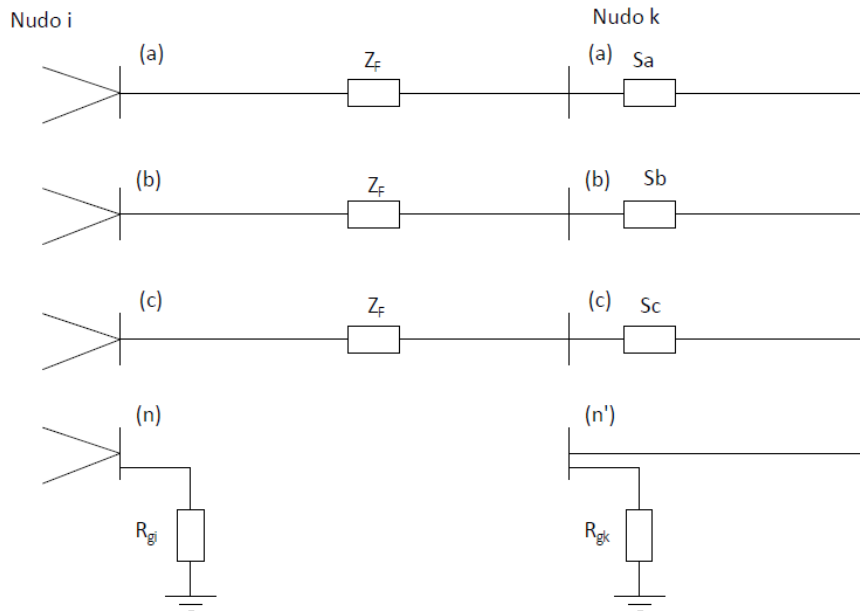 Nudo i
Nudo k
(a)
Z_F
(a)
Sa
(b)
Z_F
(b)
Sb
(c)
Z_F
(c)
Sc
(n)
(n')
R_gi
R_gk